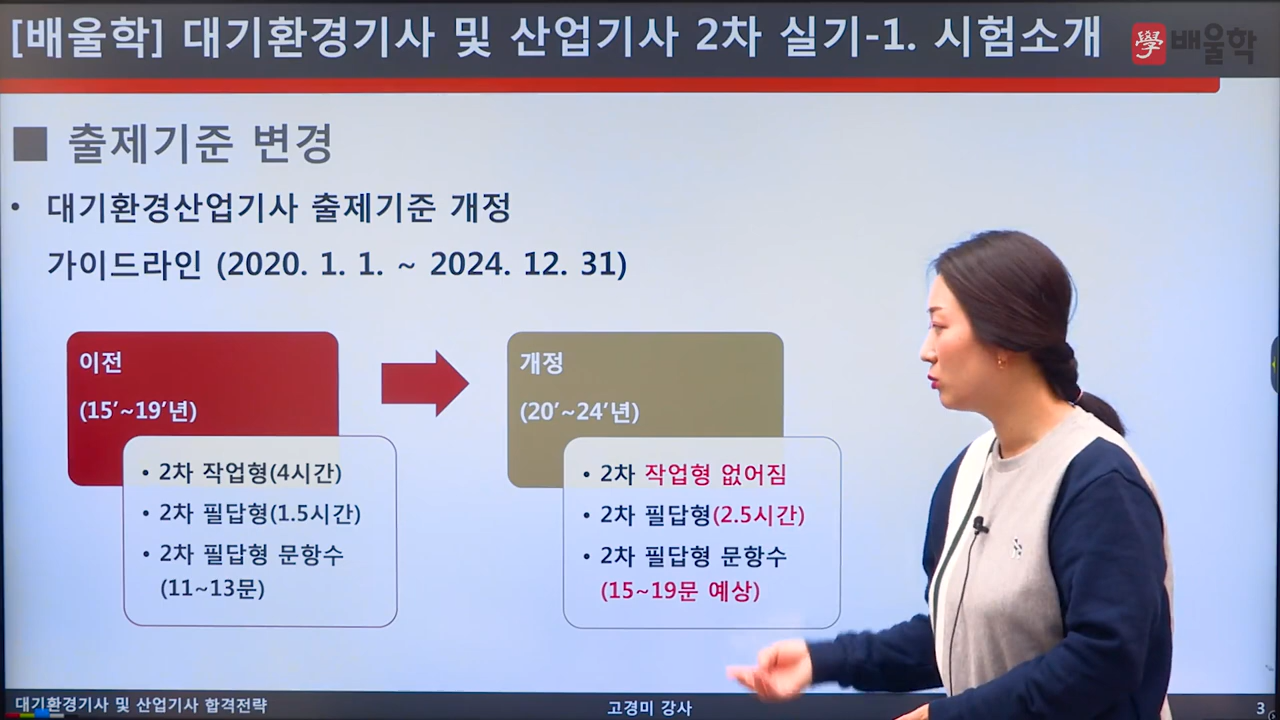 [배울학] 대기환경기사 및 산업기사 2차 실기-1. 시험소개
學 배울학
■ 출제기준 변경
• 대기환경산업기사 출제기준 개정
가이드라인 (2020. 1. 1. ~ 2024. 12. 31)
이전
(15′~19′년)
• 2차 작업형(4시간)
• 2차 필답형(1.5시간)
• 2차 필답형 문항수
(11~13문)
개정
(20′~24′년)
• 2차 작업형 없어짐
• 2차 필답형(2.5시간)
• 2차 필답형 문항수
(15~19문 예상)
대기환경기사 및 산업기사 합격전략
고경미 강사
3